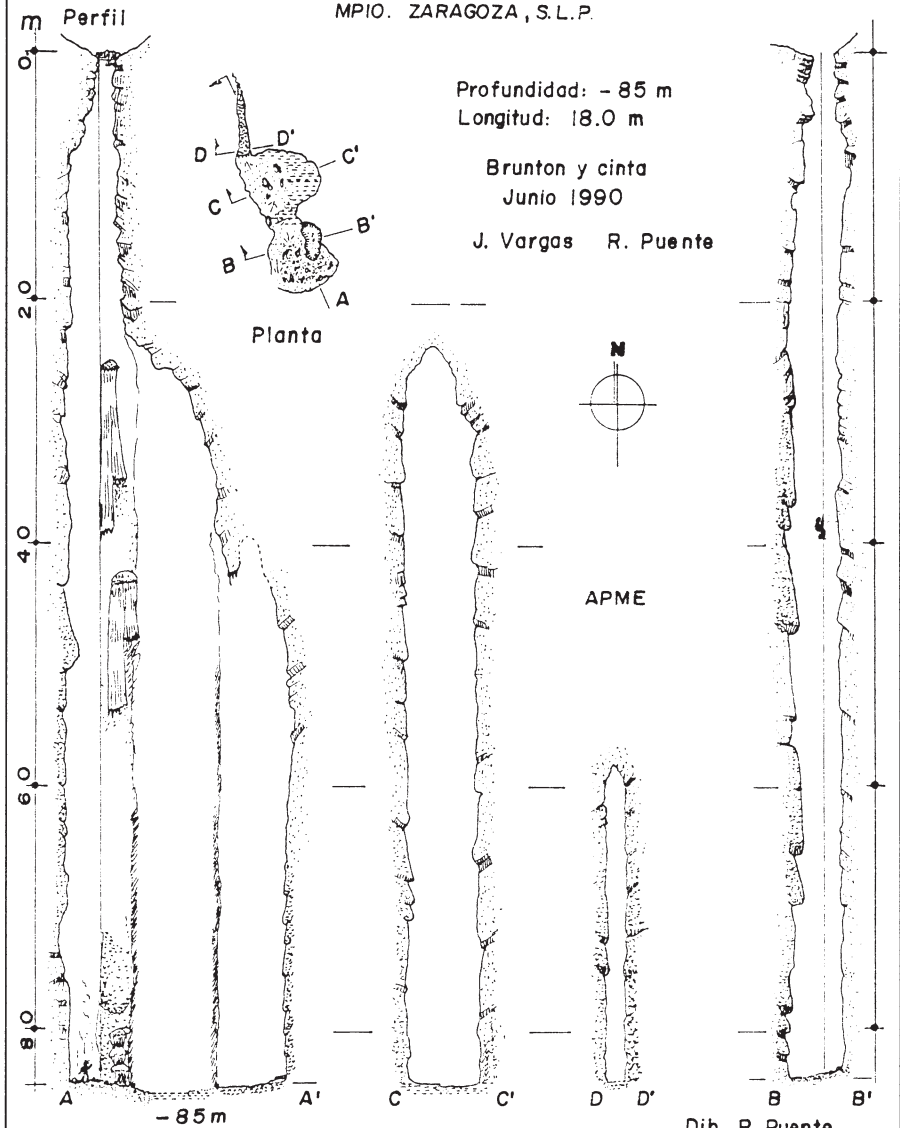 MPIO. ZARAGOZA, S.L.P.
m Perfil
0
20
40
60
80
Profundidad: - 85 m
Longitud: 18.0 m
Brunton y cinta
Junio 1990
J. Vargas R. Puente
D D'
C C'
B B'
A
Planta
N
APME
A A'
-85m
C C'
D D'
B B'
Dib. R. Puente